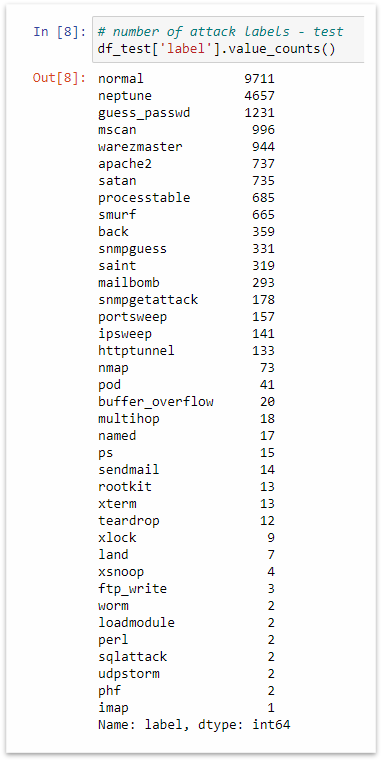 In [8]: # number of attack labels - test
df_test['label'].value_counts()
Out[8]: normal 9711
neptune 4657
guess_passwd 1231
mscan 996
warezmaster 944
apache2 737
satan 735
processtable 685
smurf 665
back 359
snmpguess 331
saint 319
mailbomb 293
snmpgetattack 178
portsweep 157
ipsweep 141
httptunnel 133
nmap 73
pod 41
buffer_overflow 20
multihop 18
named 17
ps 15
sendmail 14
rootkit 13
xterm 13
teardrop 12
xlock 9
land 7
xsnoop 4
ftp_write 3
worm 2
loadmodule 2
perl 2
sqlattack 2
udpstorm 2
phf 2
imap 1
Name: label, dtype: int64